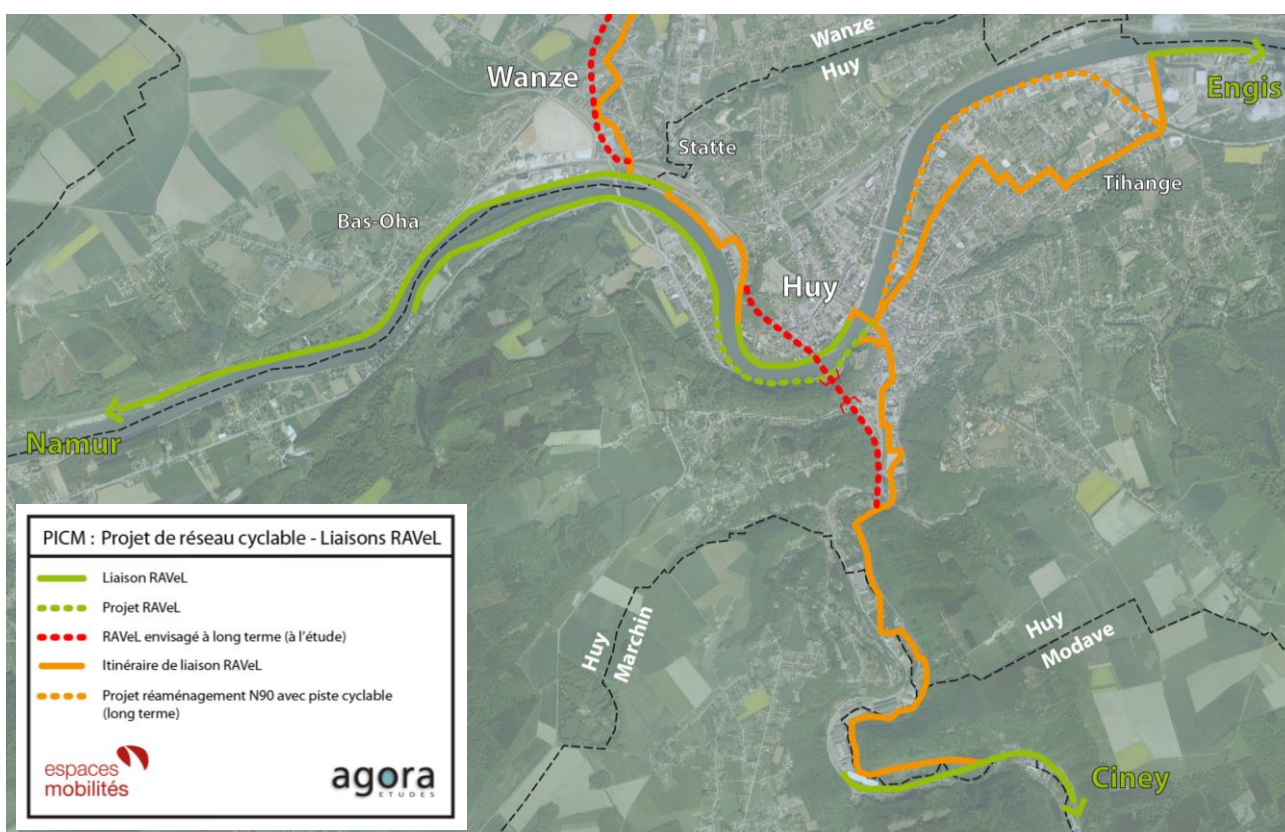 Wanze
Wanze
Huy
Engis
Statte
Tihange
Bas-Oha
Huy
Namur
Huy
Marchin
Huy
Modave
Ciney
PICM : Projet de réseau cyclable - Liaisons RAVeL
Liaison RAVeL
Projet RAVeL
RAVeL envisagé à long terme (à l'étude)
Itinéraire de liaison RAVeL
Projet réaménagement N90 avec piste cyclable
(long terme)
espaces
mobilités
agora
ETUDES